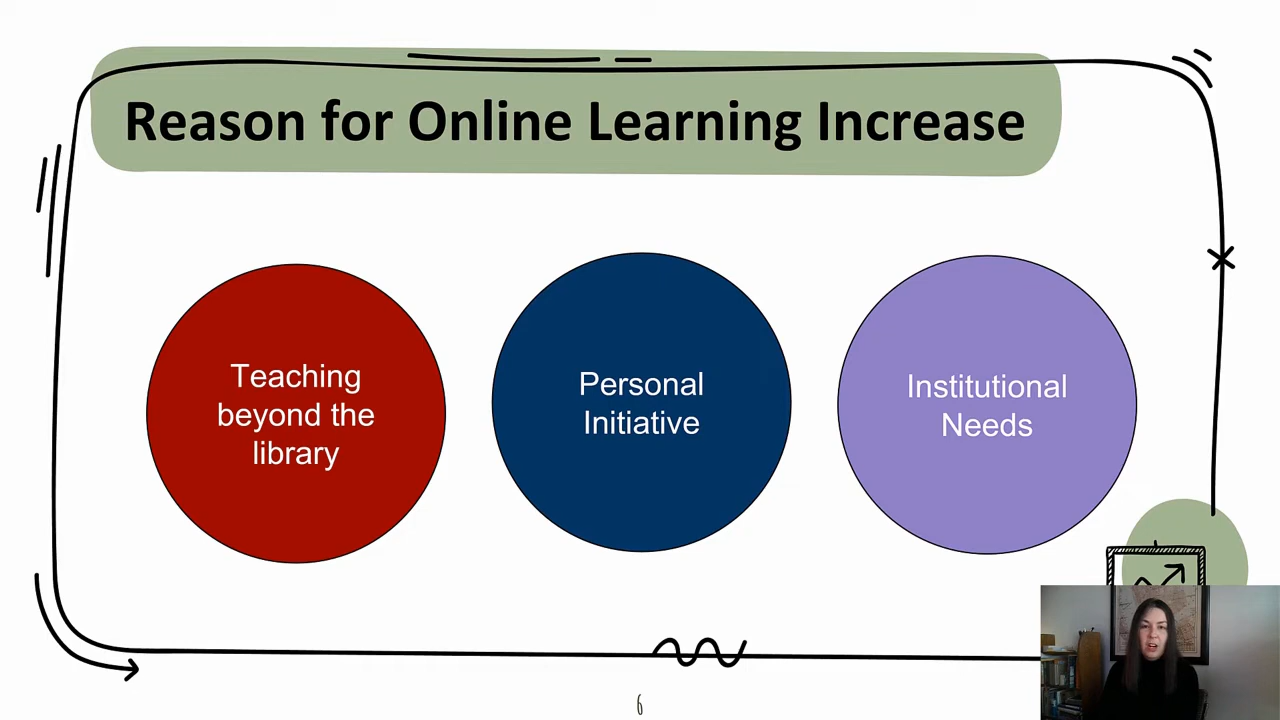 Reason for Online Learning Increase
Teaching
beyond the
library
Personal
Initiative
Institutional
Needs
6